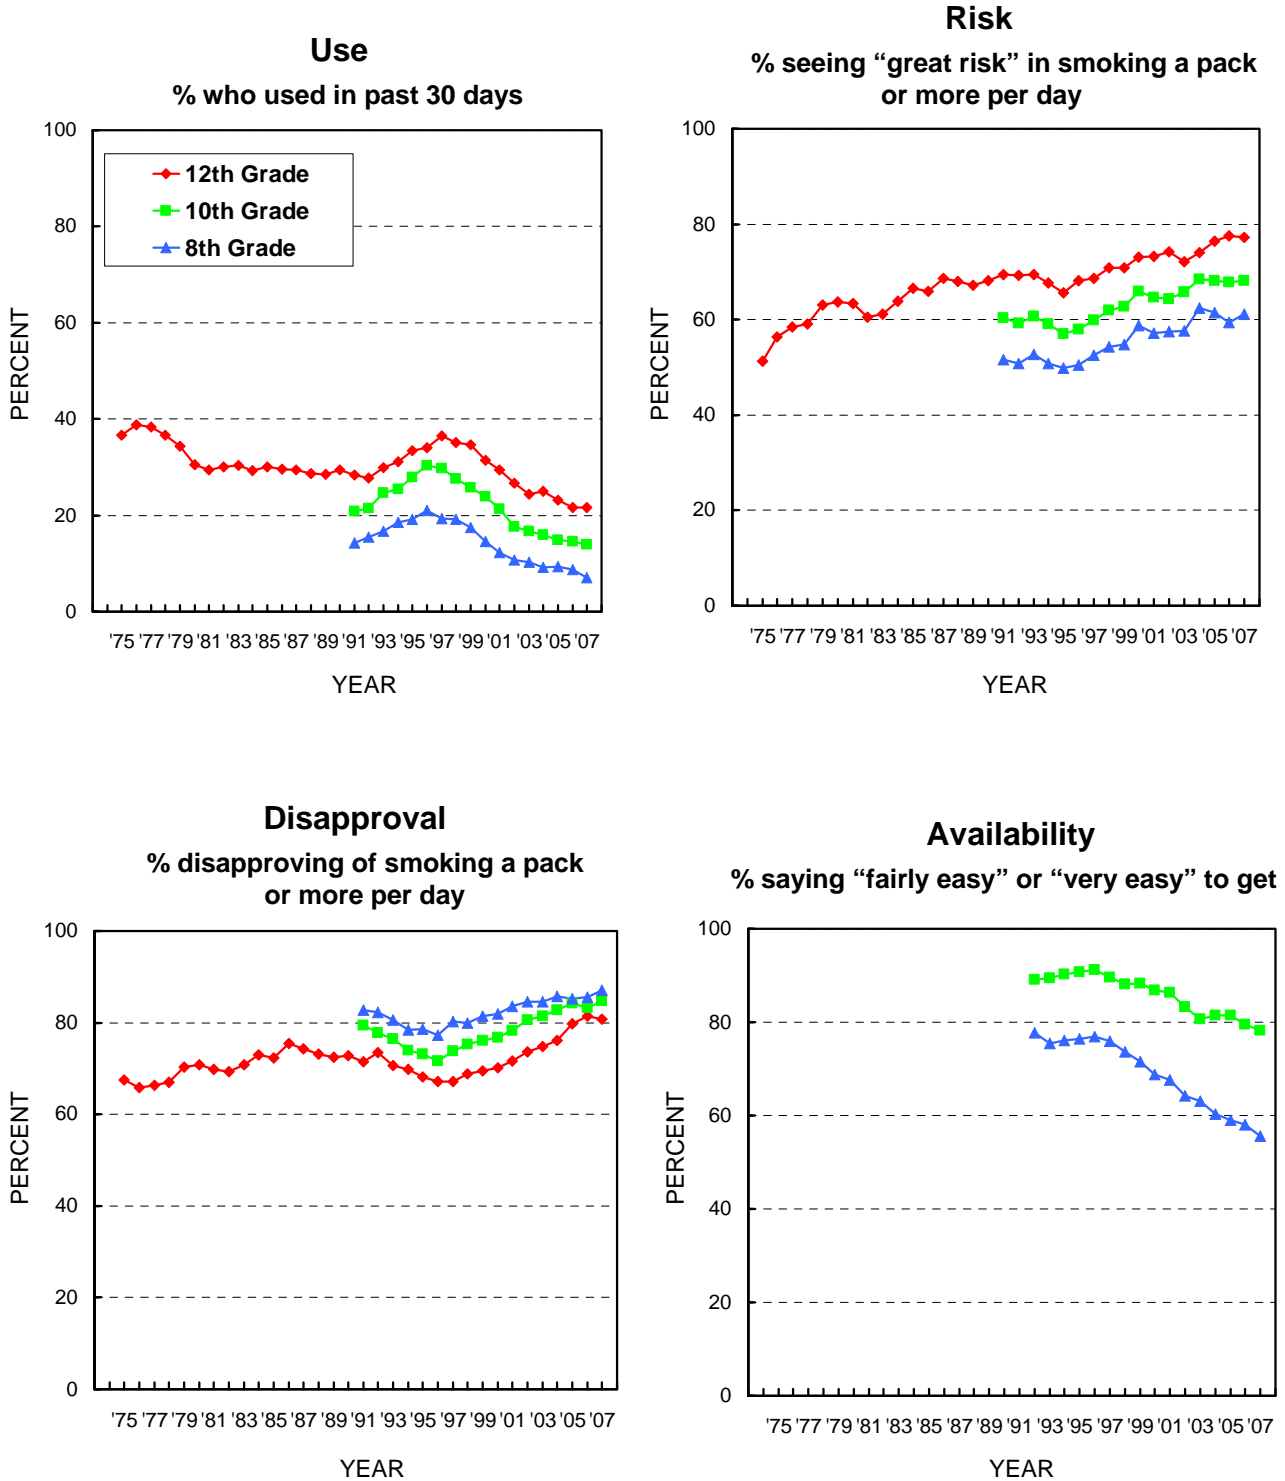 Use
% who used in past 30 days
100
80
60
40
20
0
12th Grade
10th Grade
8th Grade
PERCENT
'75 '77 '79 '81 '83 '85 '87 '89 '91 '93 '95 '97 '99 '01 '03 '05 '07
YEAR
Risk
% seeing “great risk” in smoking a pack
or more per day
100
80
60
40
20
0
PERCENT
'75 '77 '79 '81 '83 '85 '87 '89 '91 '93 '95 '97 '99 '01 '03 '05 '07
YEAR
Disapproval
% disapproving of smoking a pack
or more per day
100
80
60
40
20
0
PERCENT
'75 '77 '79 '81 '83 '85 '87 '89 '91 '93 '95 '97 '99 '01 '03 '05 '07
YEAR
Availability
% saying “fairly easy” or “very easy” to get
100
80
60
40
20
0
PERCENT
'75 '77 '79 '81 '83 '85 '87 '89 '91 '93 '95 '97 '99 '01 '03 '05 '07
YEAR